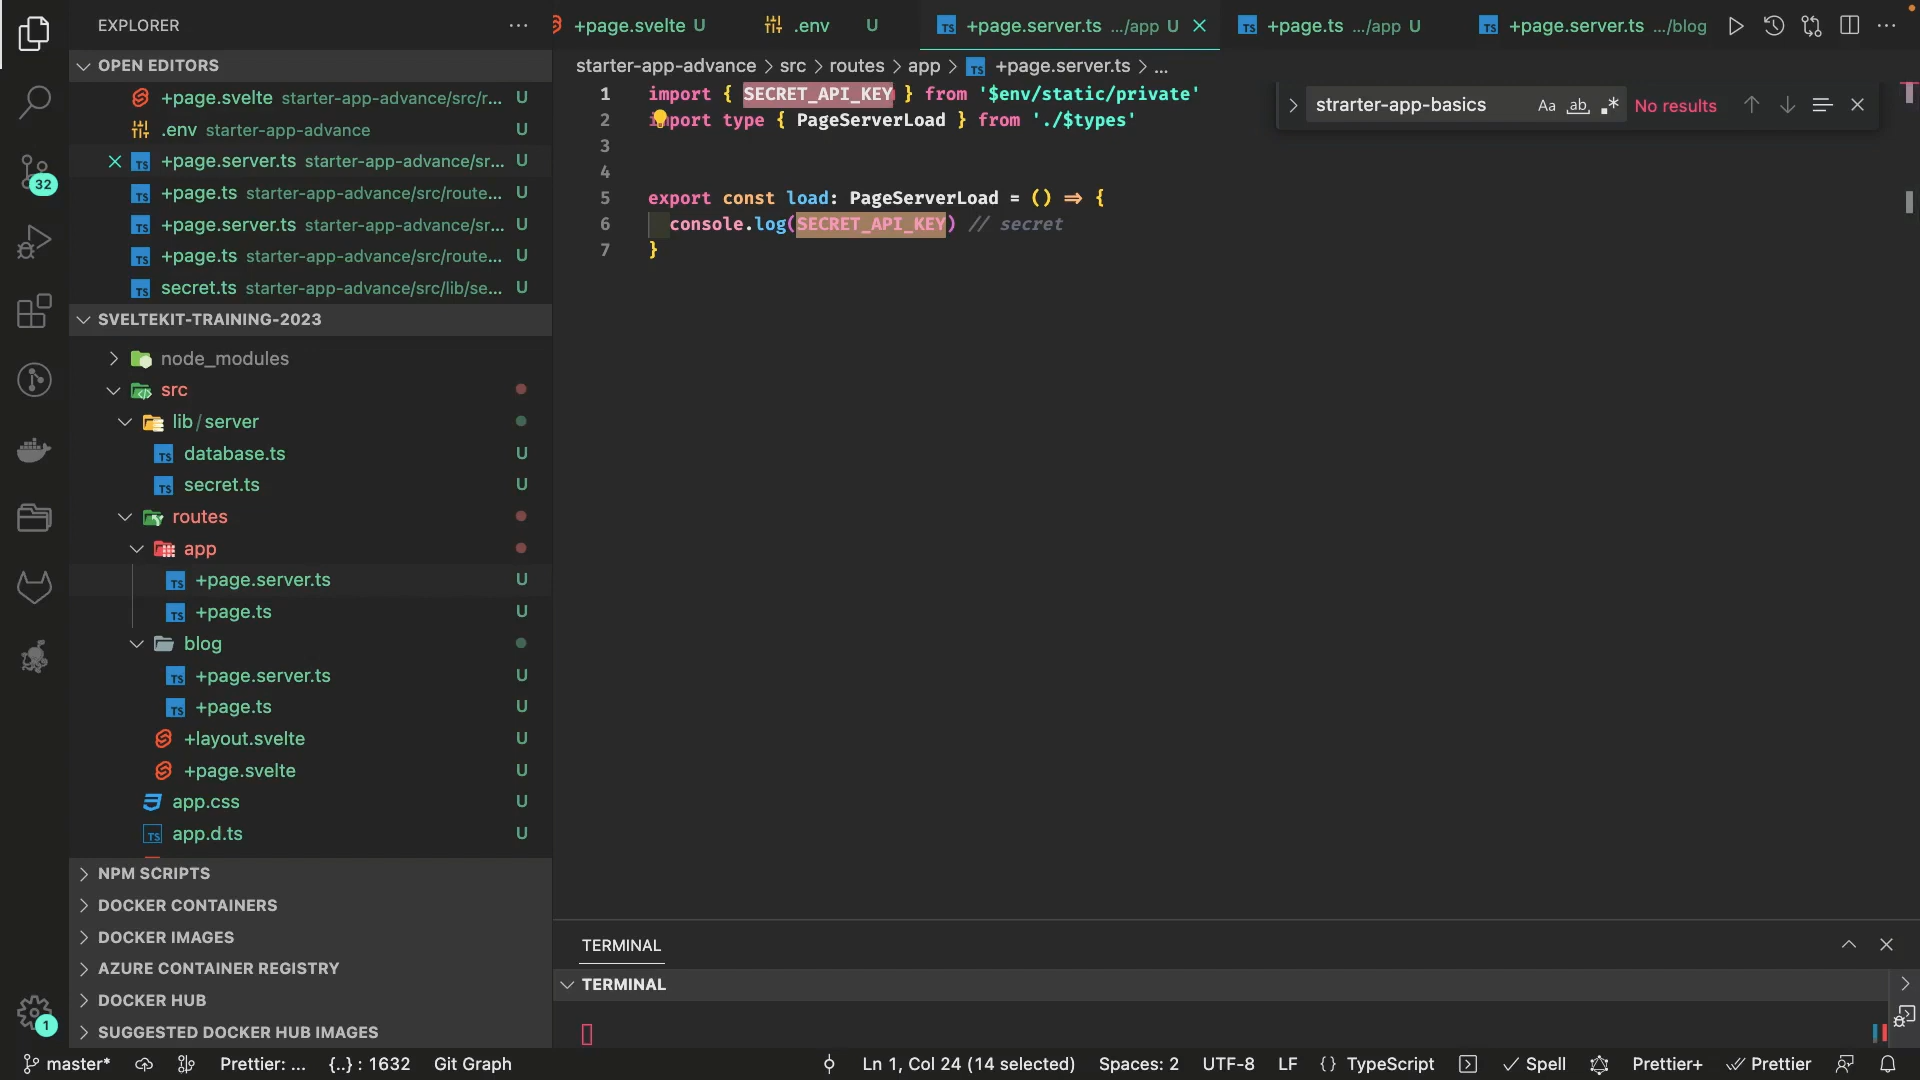 EXPLORER
OPEN EDITORS
+page.svelte starter-app-advance/src/r... U
.env starter-app-advance U
+page.server.ts starter-app-advance/sr... U
+page.ts starter-app-advance/src/route... U
+page.server.ts starter-app-advance/sr... U
+page.ts starter-app-advance/src/route... U
secret.ts starter-app-advance/src/lib/se... U
SVELTEKIT-TRAINING-2023
node_modules
src
lib/server
database.ts U
secret.ts U
routes
app
+page.server.ts U
+page.ts U
blog
+page.server.ts U
+page.ts U
+layout.svelte U
+page.svelte U
app.css U
app.d.ts U
NPM SCRIPTS
DOCKER CONTAINERS
DOCKER IMAGES
AZURE CONTAINER REGISTRY
DOCKER HUB
SUGGESTED DOCKER HUB IMAGES
32
1
+page.svelte U .env U +page.server.ts .../app U +page.ts .../app U +page.server.ts .../blog
starter-app-advance > src > routes > app > +page.server.ts > ...
strarter-app-basics Aa ab .* No results
1 import { SECRET_API_KEY } from '$env/static/private'
2 import type { PageServerLoad } from './$types'
3
4
5 export const load: PageServerLoad = () => {
6 console.log(SECRET_API_KEY) // secret
7 }
TERMINAL
TERMINAL
master* Prettier: ... {..} : 1632 Git Graph Ln 1, Col 24 (14 selected) Spaces: 2 UTF-8 LF {} TypeScript Spell Prettier+ Prettier